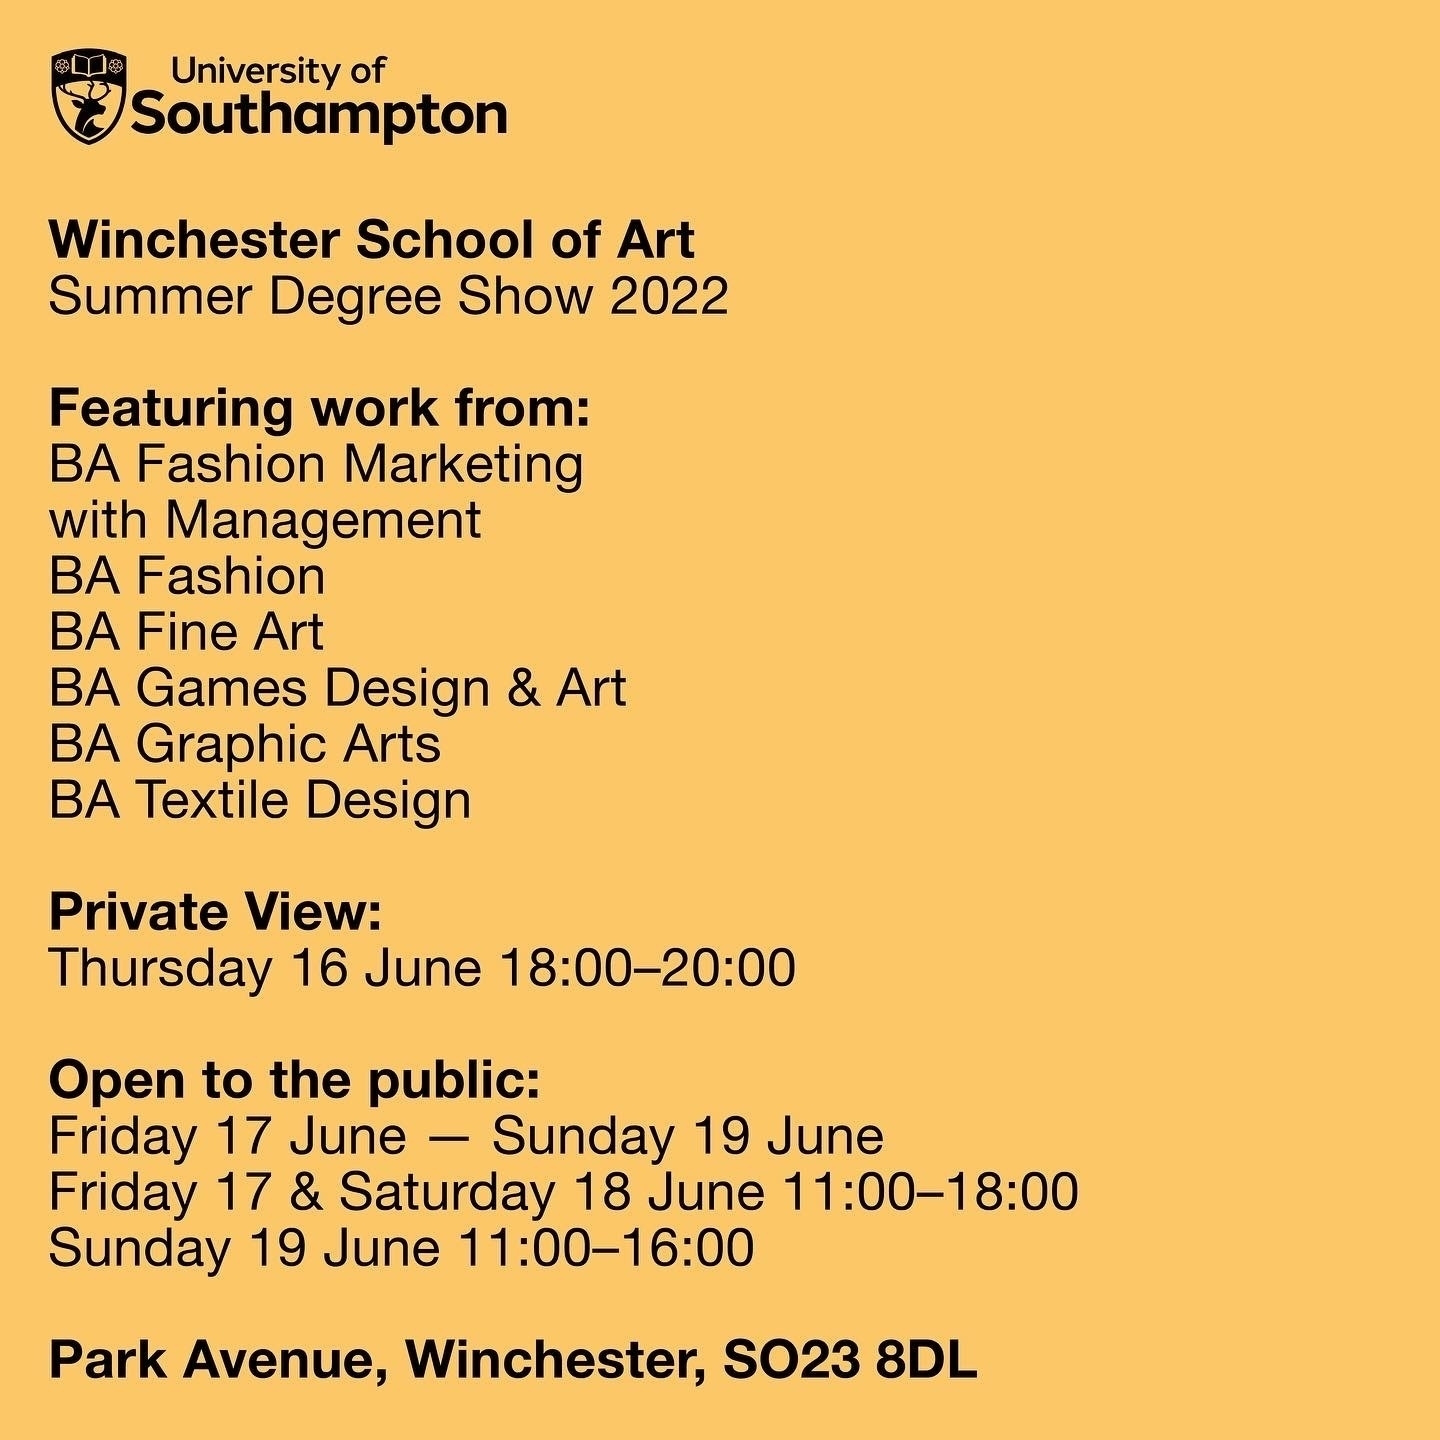 University of
Southampton
Winchester School of Art
Summer Degree Show 2022
Featuring work from:
BA Fashion Marketing
with Management
BA Fashion
BA Fine Art
BA Games Design & Art
BA Graphic Arts
BA Textile Design
Private View:
Thursday 16 June 18:00–20:00
Open to the public:
Friday 17 June — Sunday 19 June
Friday 17 & Saturday 18 June 11:00–18:00
Sunday 19 June 11:00–16:00
Park Avenue, Winchester, SO23 8DL